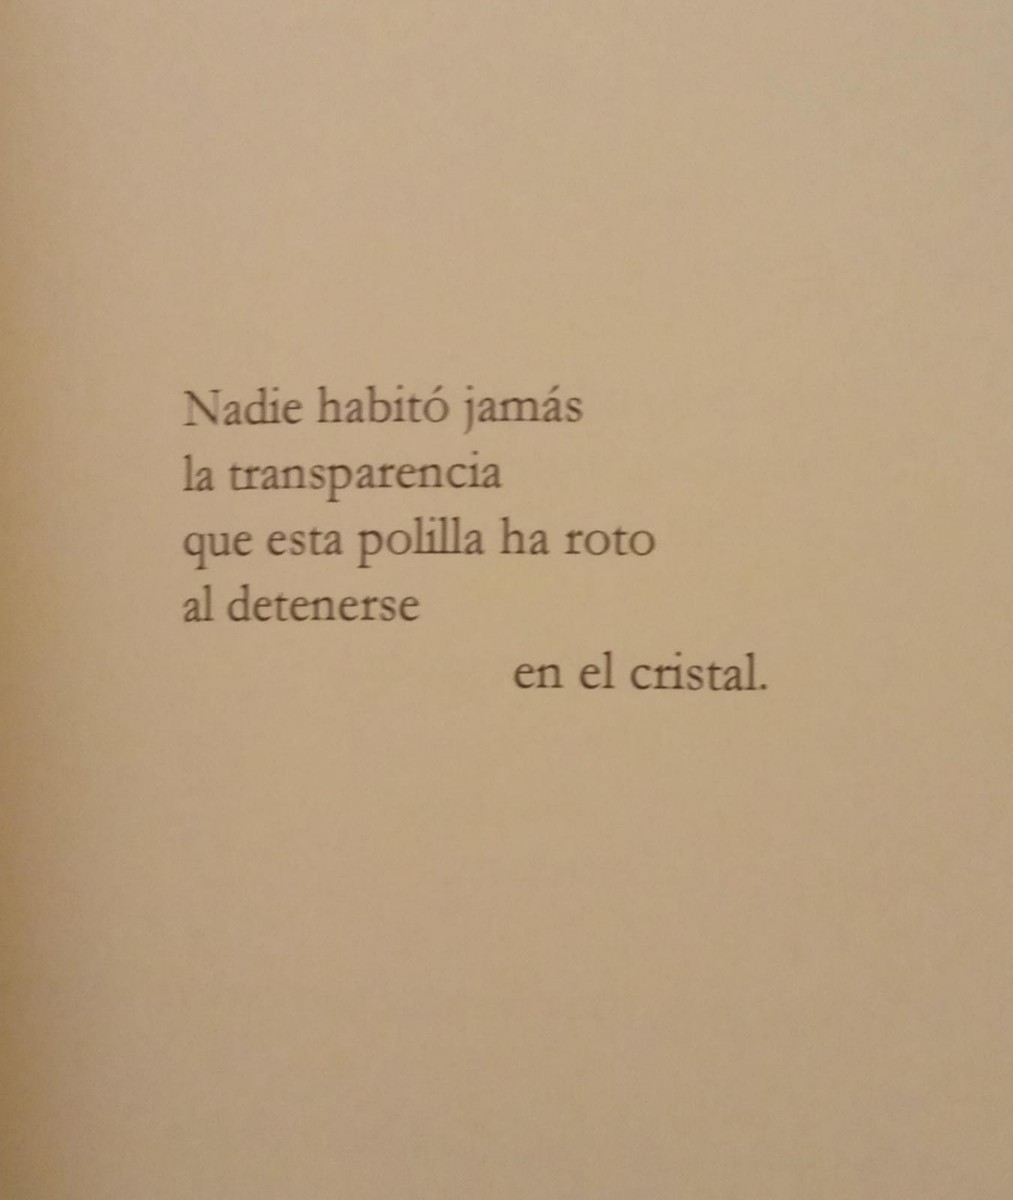 Nadie habitó jamás
la transparencia
que esta polilla ha roto
al detenerse
en el cristal.